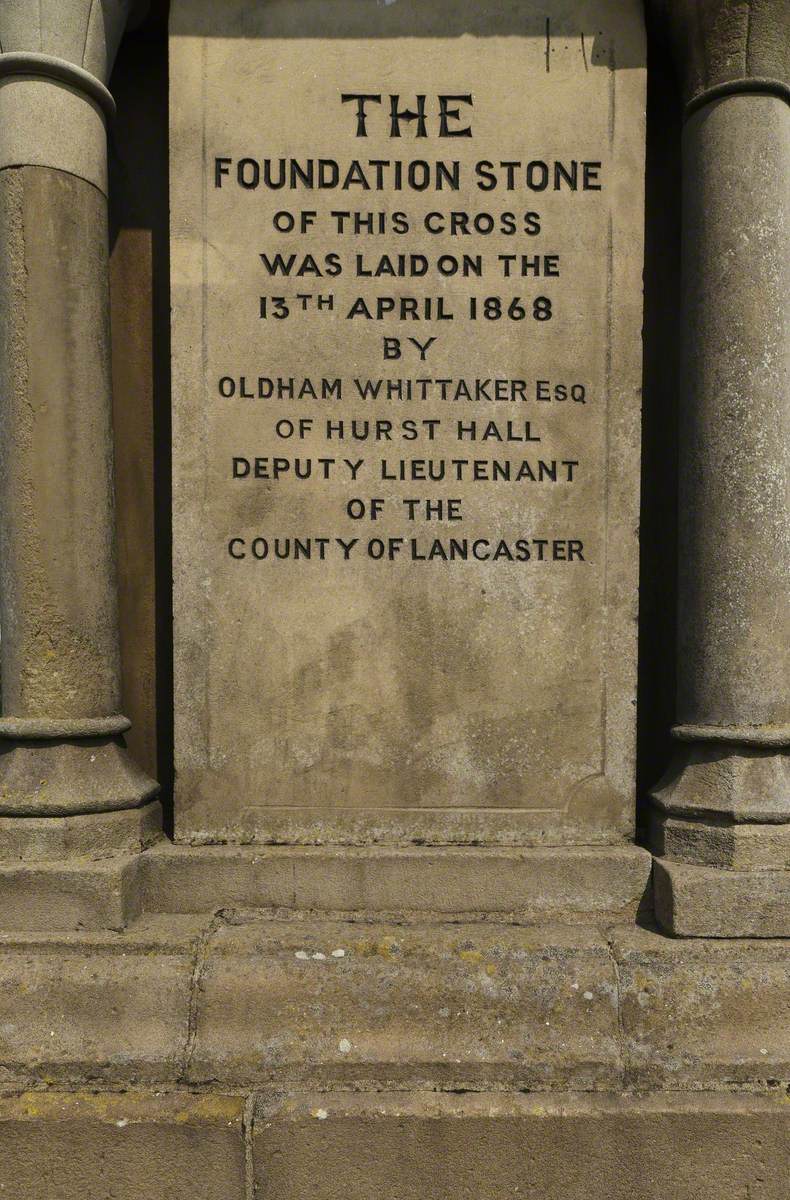 THE
FOUNDATION STONE
OF THIS CROSS
WAS LAID ON THE
13TH APRIL 1868
BY
OLDHAM WHITTAKER ESQ
OF HURST HALL
DEPUTY LIEUTENANT
OF THE
COUNTY OF LANCASTER